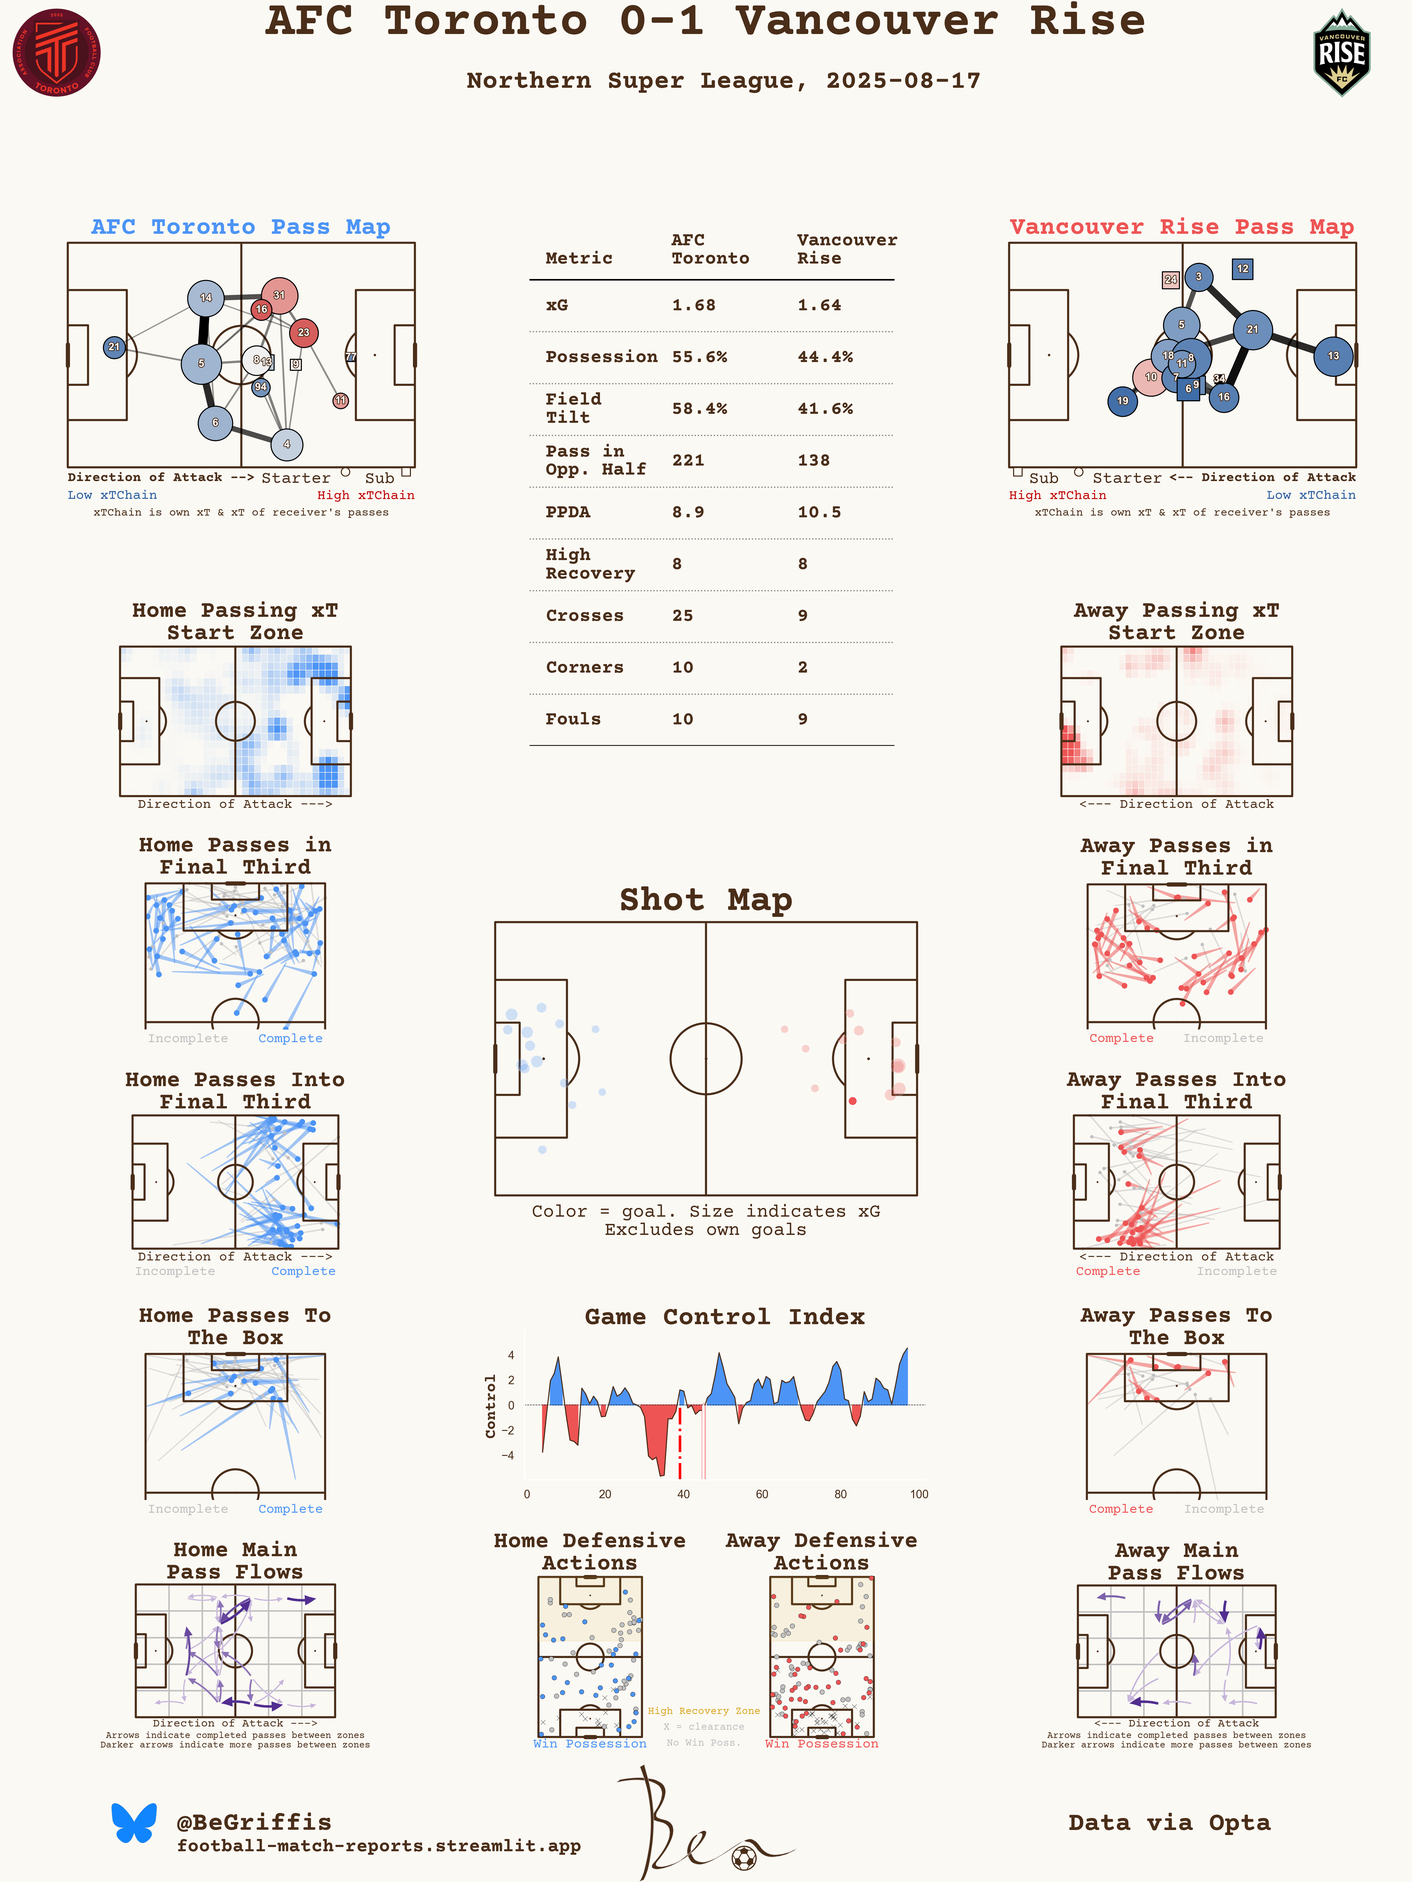 AFC Toronto 0-1 Vancouver Rise
Northern Super League, 2025-08-17
1995
ASSOCIATION
FOOTBALL CLUB
TORONTO
VANCOUVER
RISE
FC
AFC Toronto Pass Map
14
31
16
23
21
5
8
13
9
77
94
11
6
4
Direction of Attack --> Starter Sub
Low xTChain High xTChain
xTChain is own xT & xT of receiver's passes
Metric AFC Toronto Vancouver Rise
xG 1.68 1.64
Possession 55.6% 44.4%
Field Tilt 58.4% 41.6%
Pass in Opp. Half 221 138
PPDA 8.9 10.5
High Recovery 8 8
Crosses 25 9
Corners 10 2
Fouls 10 9
Vancouver Rise Pass Map
24
3
12
5
21
18
8
11
13
10
7
6
9
34
16
19
Sub Starter <-- Direction of Attack
High xTChain Low xTChain
xTChain is own xT & xT of receiver's passes
Home Passing xT
Start Zone
Direction of Attack --->
Away Passing xT
Start Zone
<--- Direction of Attack
Home Passes in
Final Third
Incomplete Complete
Away Passes in
Final Third
Complete Incomplete
Shot Map
Color = goal. Size indicates xG
Excludes own goals
Home Passes Into
Final Third
Direction of Attack --->
Incomplete Complete
Away Passes Into
Final Third
<--- Direction of Attack
Complete Incomplete
Home Passes To
The Box
Incomplete Complete
Game Control Index
Control
4
2
0
−2
−4
0 20 40 60 80 100
Away Passes To
The Box
Complete Incomplete
Home Main
Pass Flows
Direction of Attack --->
Arrows indicate completed passes between zones
Darker arrows indicate more passes between zones
Home Defensive
Actions
Win Possession
High Recovery Zone
X = clearance
No Win Poss.
Away Defensive
Actions
Win Possession
Away Main
Pass Flows
<--- Direction of Attack
Arrows indicate completed passes between zones
Darker arrows indicate more passes between zones
@BeGriffis
football-match-reports.streamlit.app
Ben
Data via Opta